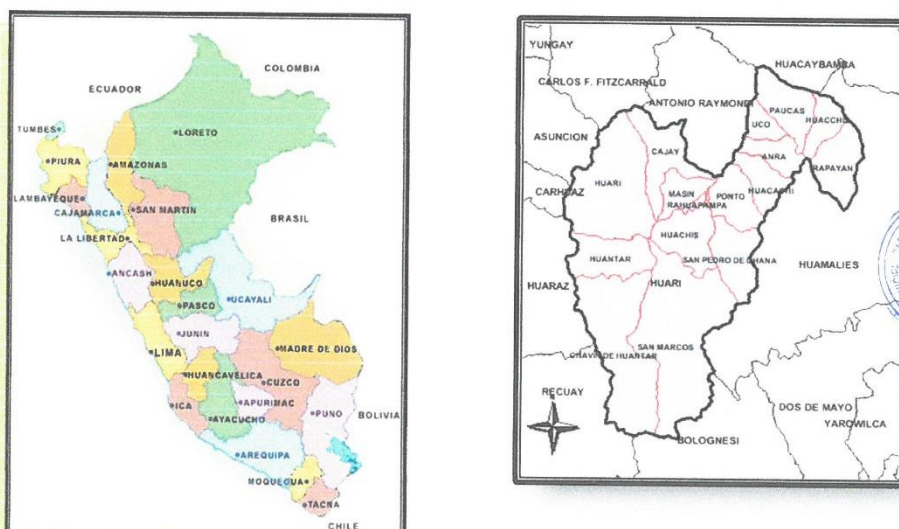 COLOMBIA
ECUADOR
TUMBES
LORETO
PIURA
AMAZONAS
LAMBAYEQUE
CAJAMARCA
SAN MARTIN
BRASIL
LA LIBERTAD
ANCASH
HUANUCO
UCAYALI
PASCO
JUNIN
LIMA
MADRE DE DIOS
HUANCAVELICA
CUZCO
ICA
APURIMAC
PUNO
BOLIVIA
AYACUCHO
AREQUIPA
MOQUEGUA
TACNA
CHILE
YUNGAY
HUACAYBAMBA
CARLOS F. FITZCARRALD
ANTONIO RAYMONDI
PAUCAS
UCO
HUACCHIS
ASUNCION
CAJAY
ANRA
RAPAYAN
HUARI
CARHUAZ
MASIN
PONTO
HUACACHI
RAHUAPAMPA
HUACHIS
HUANTAR
SAN PEDRO DE CHANA
HUAMALIES
HUARAZ
HUARI
SAN MARCOS
CHAVIN DE HUANTAR
RECUAY
DOS DE MAYO
YAROWILCA
BOLOGNESI